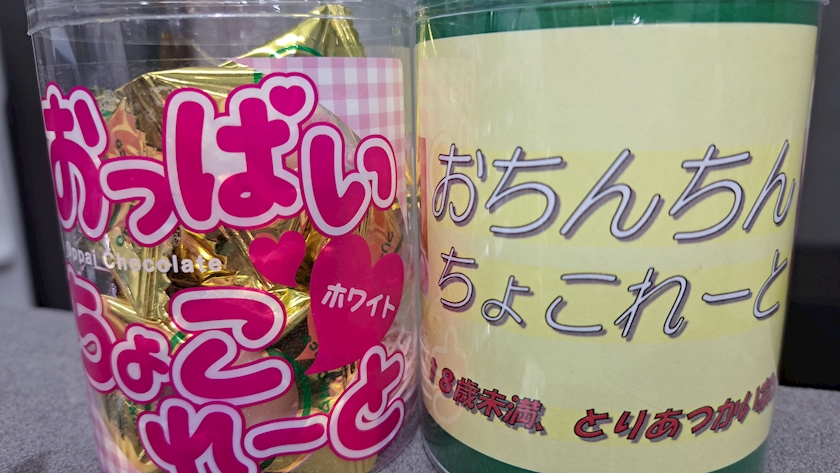 おっぱい
Oppai Chocolate
ちょこ
れーと
ホワイト
おちんちん
ちょこれーと
18歳未満、とりあつかい